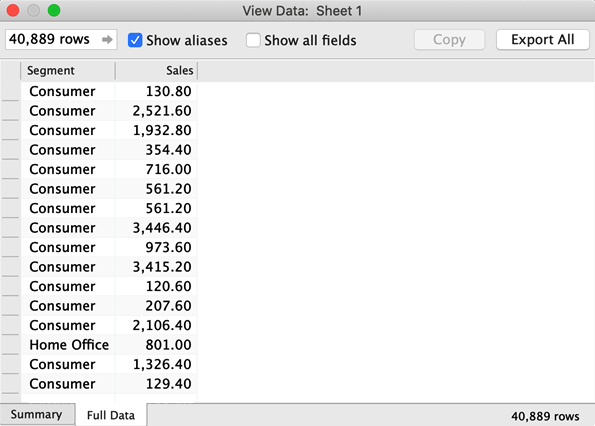 View Data: Sheet 1
40,889 rows Show aliases Show all fields Copy Export All
Segment Sales
Consumer 130.80
Consumer 2,521.60
Consumer 1,932.80
Consumer 354.40
Consumer 716.00
Consumer 561.20
Consumer 561.20
Consumer 3,446.40
Consumer 973.60
Consumer 3,415.20
Consumer 120.60
Consumer 207.60
Consumer 2,106.40
Home Office 801.00
Consumer 1,326.40
Consumer 129.40
Summary Full Data 40,889 rows